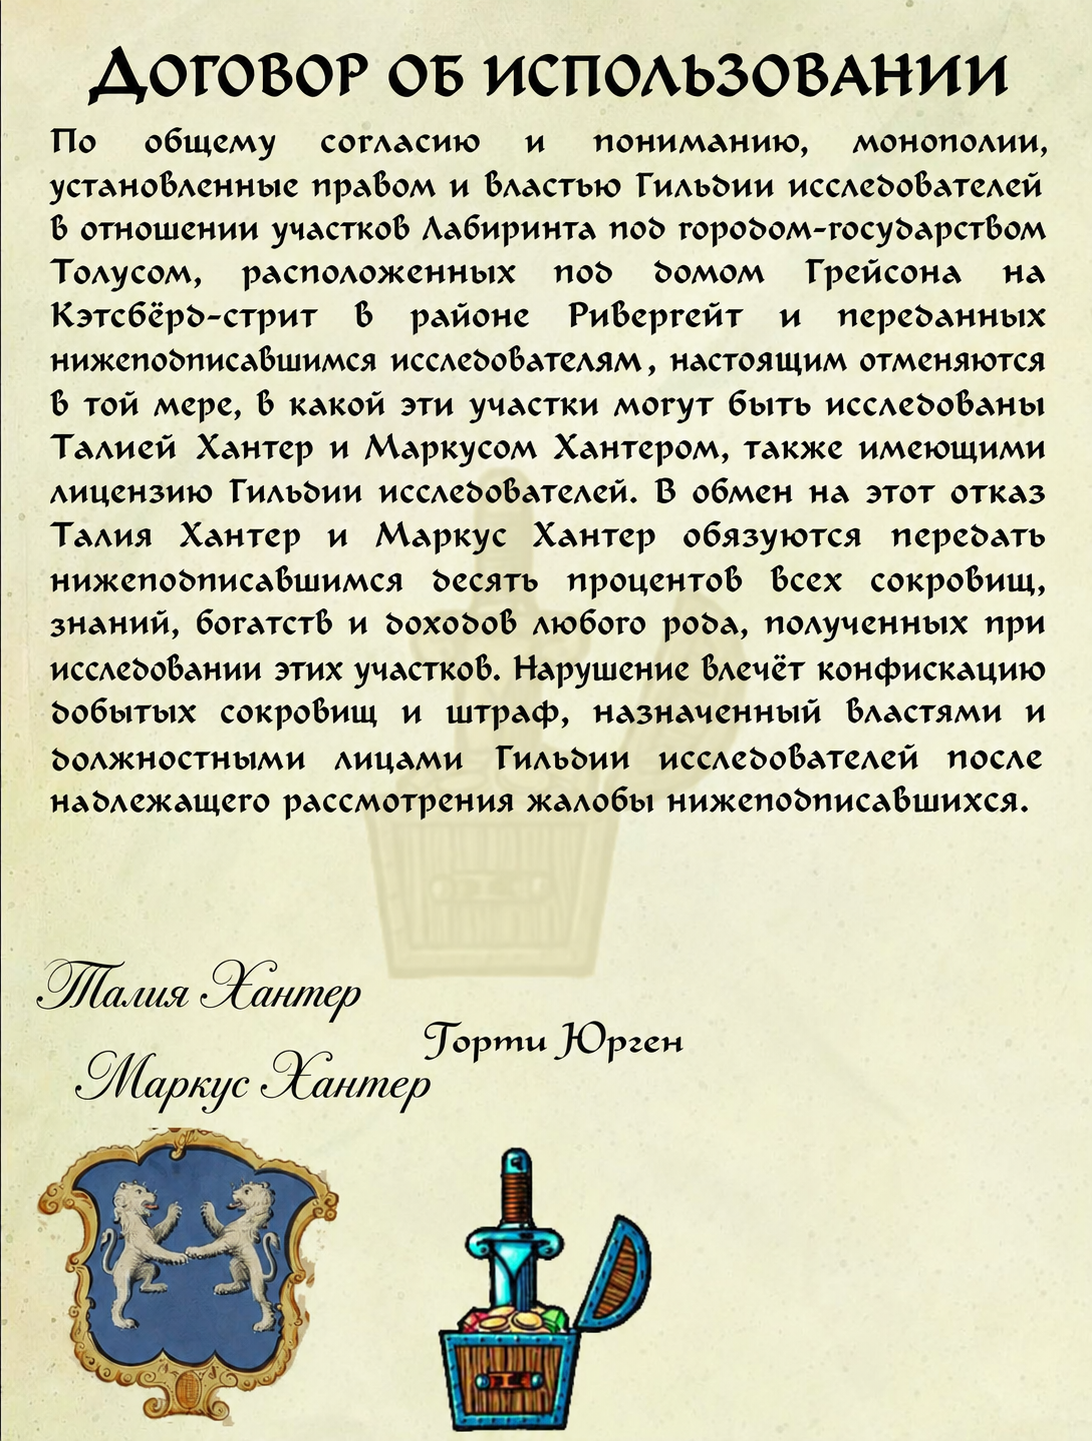 Договор об использовании
По общему согласию и пониманию, монополии,
установленные правом и властью Гильдии исследователей
в отношении участков Лабиринта под городом-государством
Толусом, расположенных под домом Грейсона на
Кэтсбёрд-стрит в районе Ривергейт и переданных
нижеподписавшимся исследователям, настоящим отменяются
в той мере, в какой эти участки могут быть исследованы
Талией Хантер и Маркусом Хантером, также имеющими
лицензию Гильдии исследователей. В обмен на этот отказ
Талия Хантер и Маркус Хантер обязуются передать
нижеподписавшимся десять процентов всех сокровищ,
знаний, богатств и доходов любого рода, полученных при
исследовании этих участков. Нарушение влечёт конфискацию
добытых сокровищ и штраф, назначенный властями и
должностными лицами Гильдии исследователей после
надлежащего рассмотрения жалобы нижеподписавшихся.
Талия Хантер
Торти Юрген
Маркус Хантер